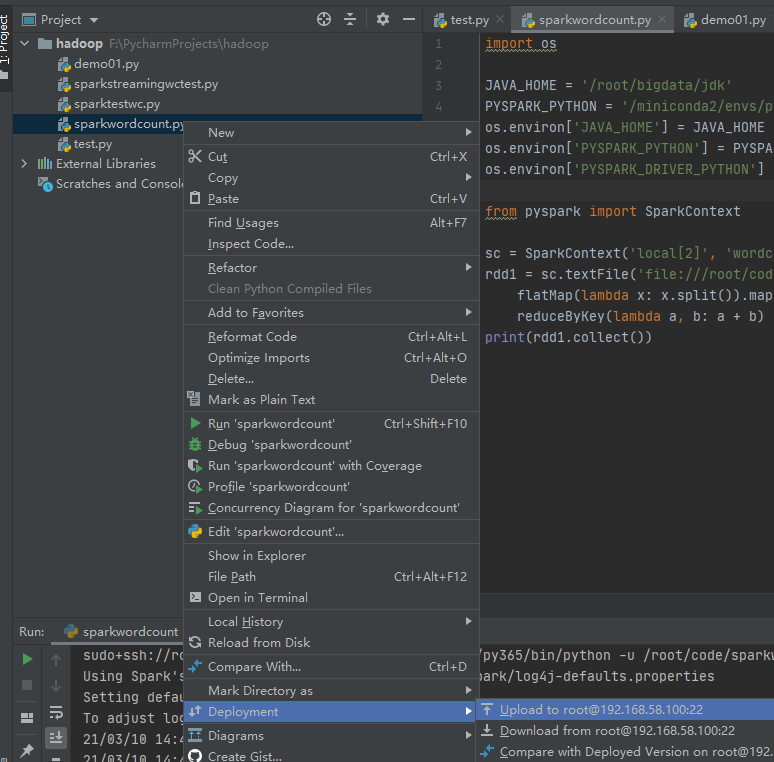 1: Project
Project
hadoop F:\PycharmProjects\hadoop
demo01.py
sparkstreamingwctest.py
sparktestwc.py
sparkwordcount.py
test.py
External Libraries
Scratches and Consol
test.py
sparkwordcount.py
demo01.py
1 import os
2
3 JAVA_HOME = '/root/bigdata/jdk'
4 PYSPARK_PYTHON = '/miniconda2/envs/p
os.environ['JAVA_HOME'] = JAVA_HOME
os.environ['PYSPARK_PYTHON'] = PYSPA
os.environ['PYSPARK_DRIVER_PYTHON']
from pyspark import SparkContext
sc = SparkContext('local[2]', 'wordc
rdd1 = sc.textFile('file:///root/cod
flatMap(lambda x: x.split()).map
reduceByKey(lambda a, b: a + b)
print(rdd1.collect())
New
Cut Ctrl+X
Copy
Paste Ctrl+V
Find Usages Alt+F7
Inspect Code...
Refactor
Clean Python Compiled Files
Add to Favorites
Reformat Code Ctrl+Alt+L
Optimize Imports Ctrl+Alt+O
Delete... Delete
Mark as Plain Text
Run 'sparkwordcount' Ctrl+Shift+F10
Debug 'sparkwordcount'
Run 'sparkwordcount' with Coverage
Profile 'sparkwordcount'
Concurrency Diagram for 'sparkwordcount'
Edit 'sparkwordcount'...
Show in Explorer
File Path Ctrl+Alt+F12
Open in Terminal
Local History
Reload from Disk
Compare With... Ctrl+D
Mark Directory as
Deployment
Diagrams
Create Gist...
Upload to root@192.168.58.100:22
Download from root@192.168.58.100:22
Compare with Deployed Version on root@192.
Run: sparkwordcount
sudo+ssh://ro /py365/bin/python -u /root/code/sparkw
Using Spark's park/log4j-defaults.properties
Setting defau
To adjust log
21/03/10 14:4
21/03/10 14:4